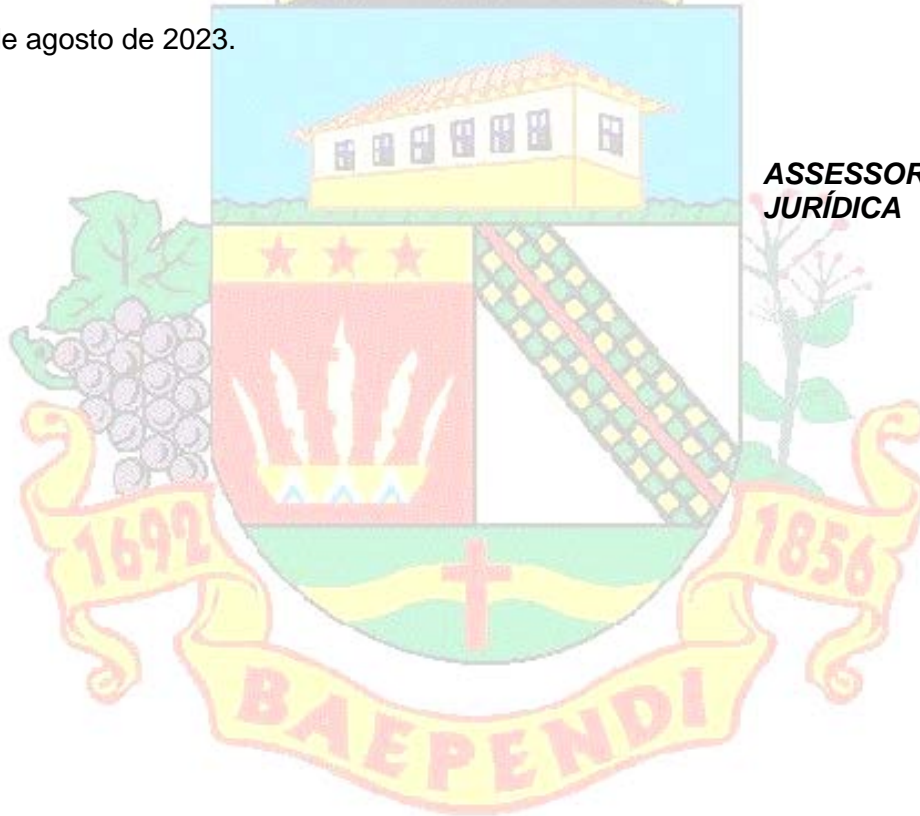 e agosto de 2023.
ASSESSOR
JURÍDICA
1692
1856
BAEPENDI